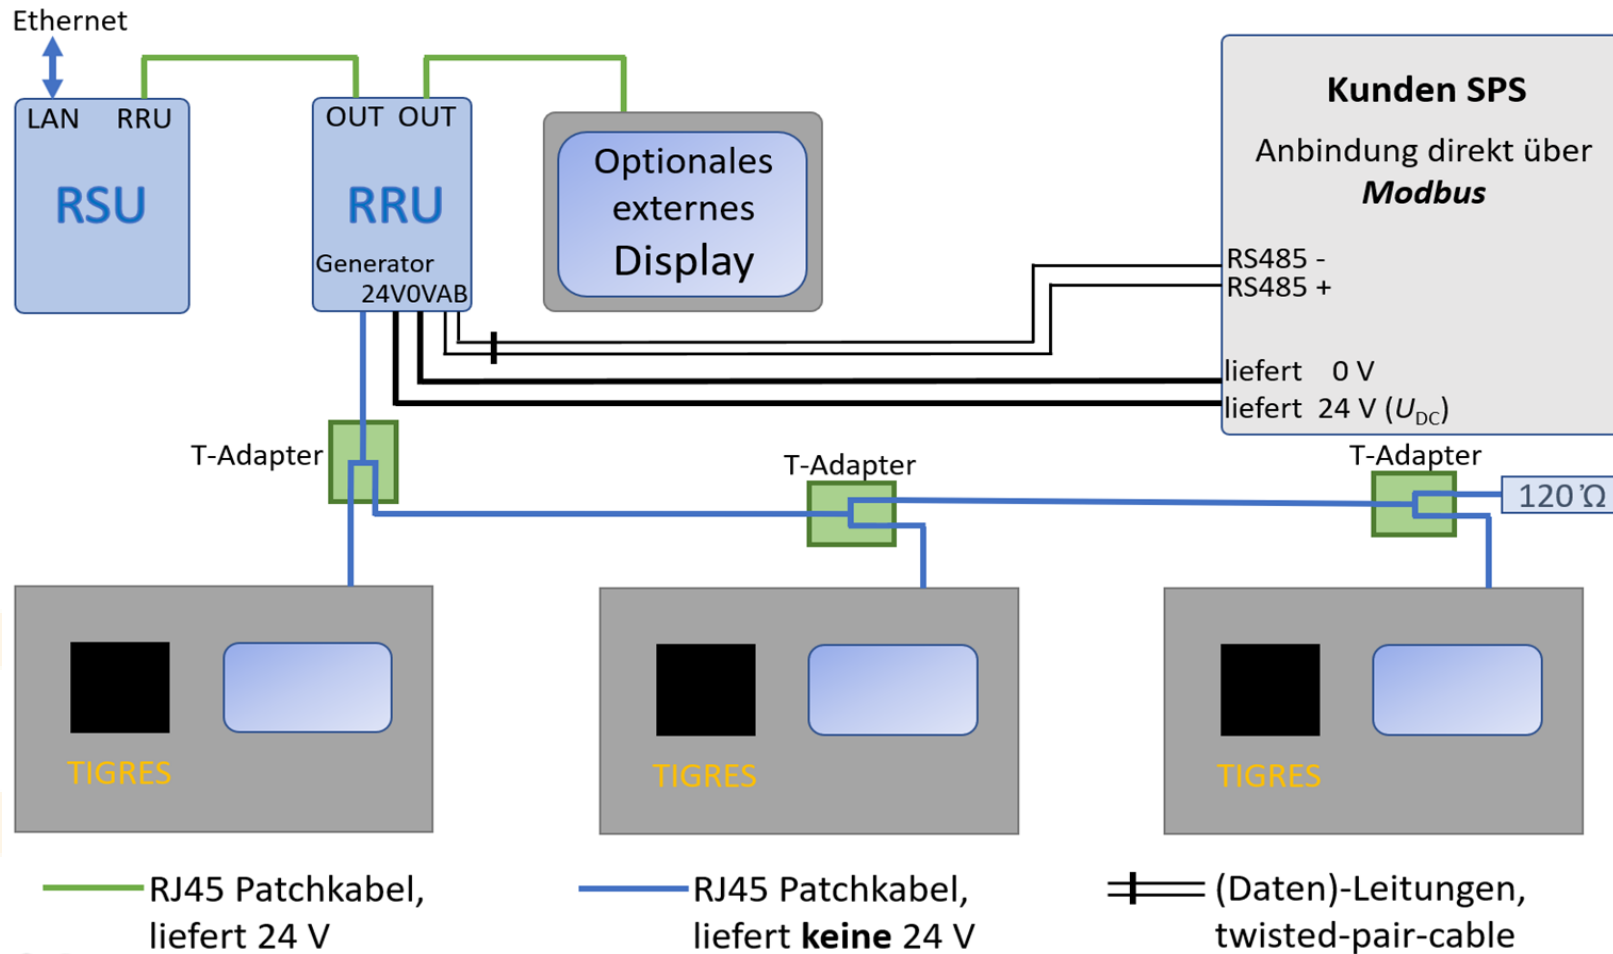 Ethernet
LAN RRU
RSU
OUT OUT
RRU
Generator
24V0VAB
Optionales
externes
Display
Kunden SPS
Anbindung direkt über
Modbus
RS485 -
RS485 +
liefert 0 V
liefert 24 V (UDC)
T-Adapter
T-Adapter
T-Adapter
120 'Ω
TIGRES
TIGRES
TIGRES
RJ45 Patchkabel,
liefert 24 V
RJ45 Patchkabel,
liefert keine 24 V
(Daten)-Leitungen,
twisted-pair-cable